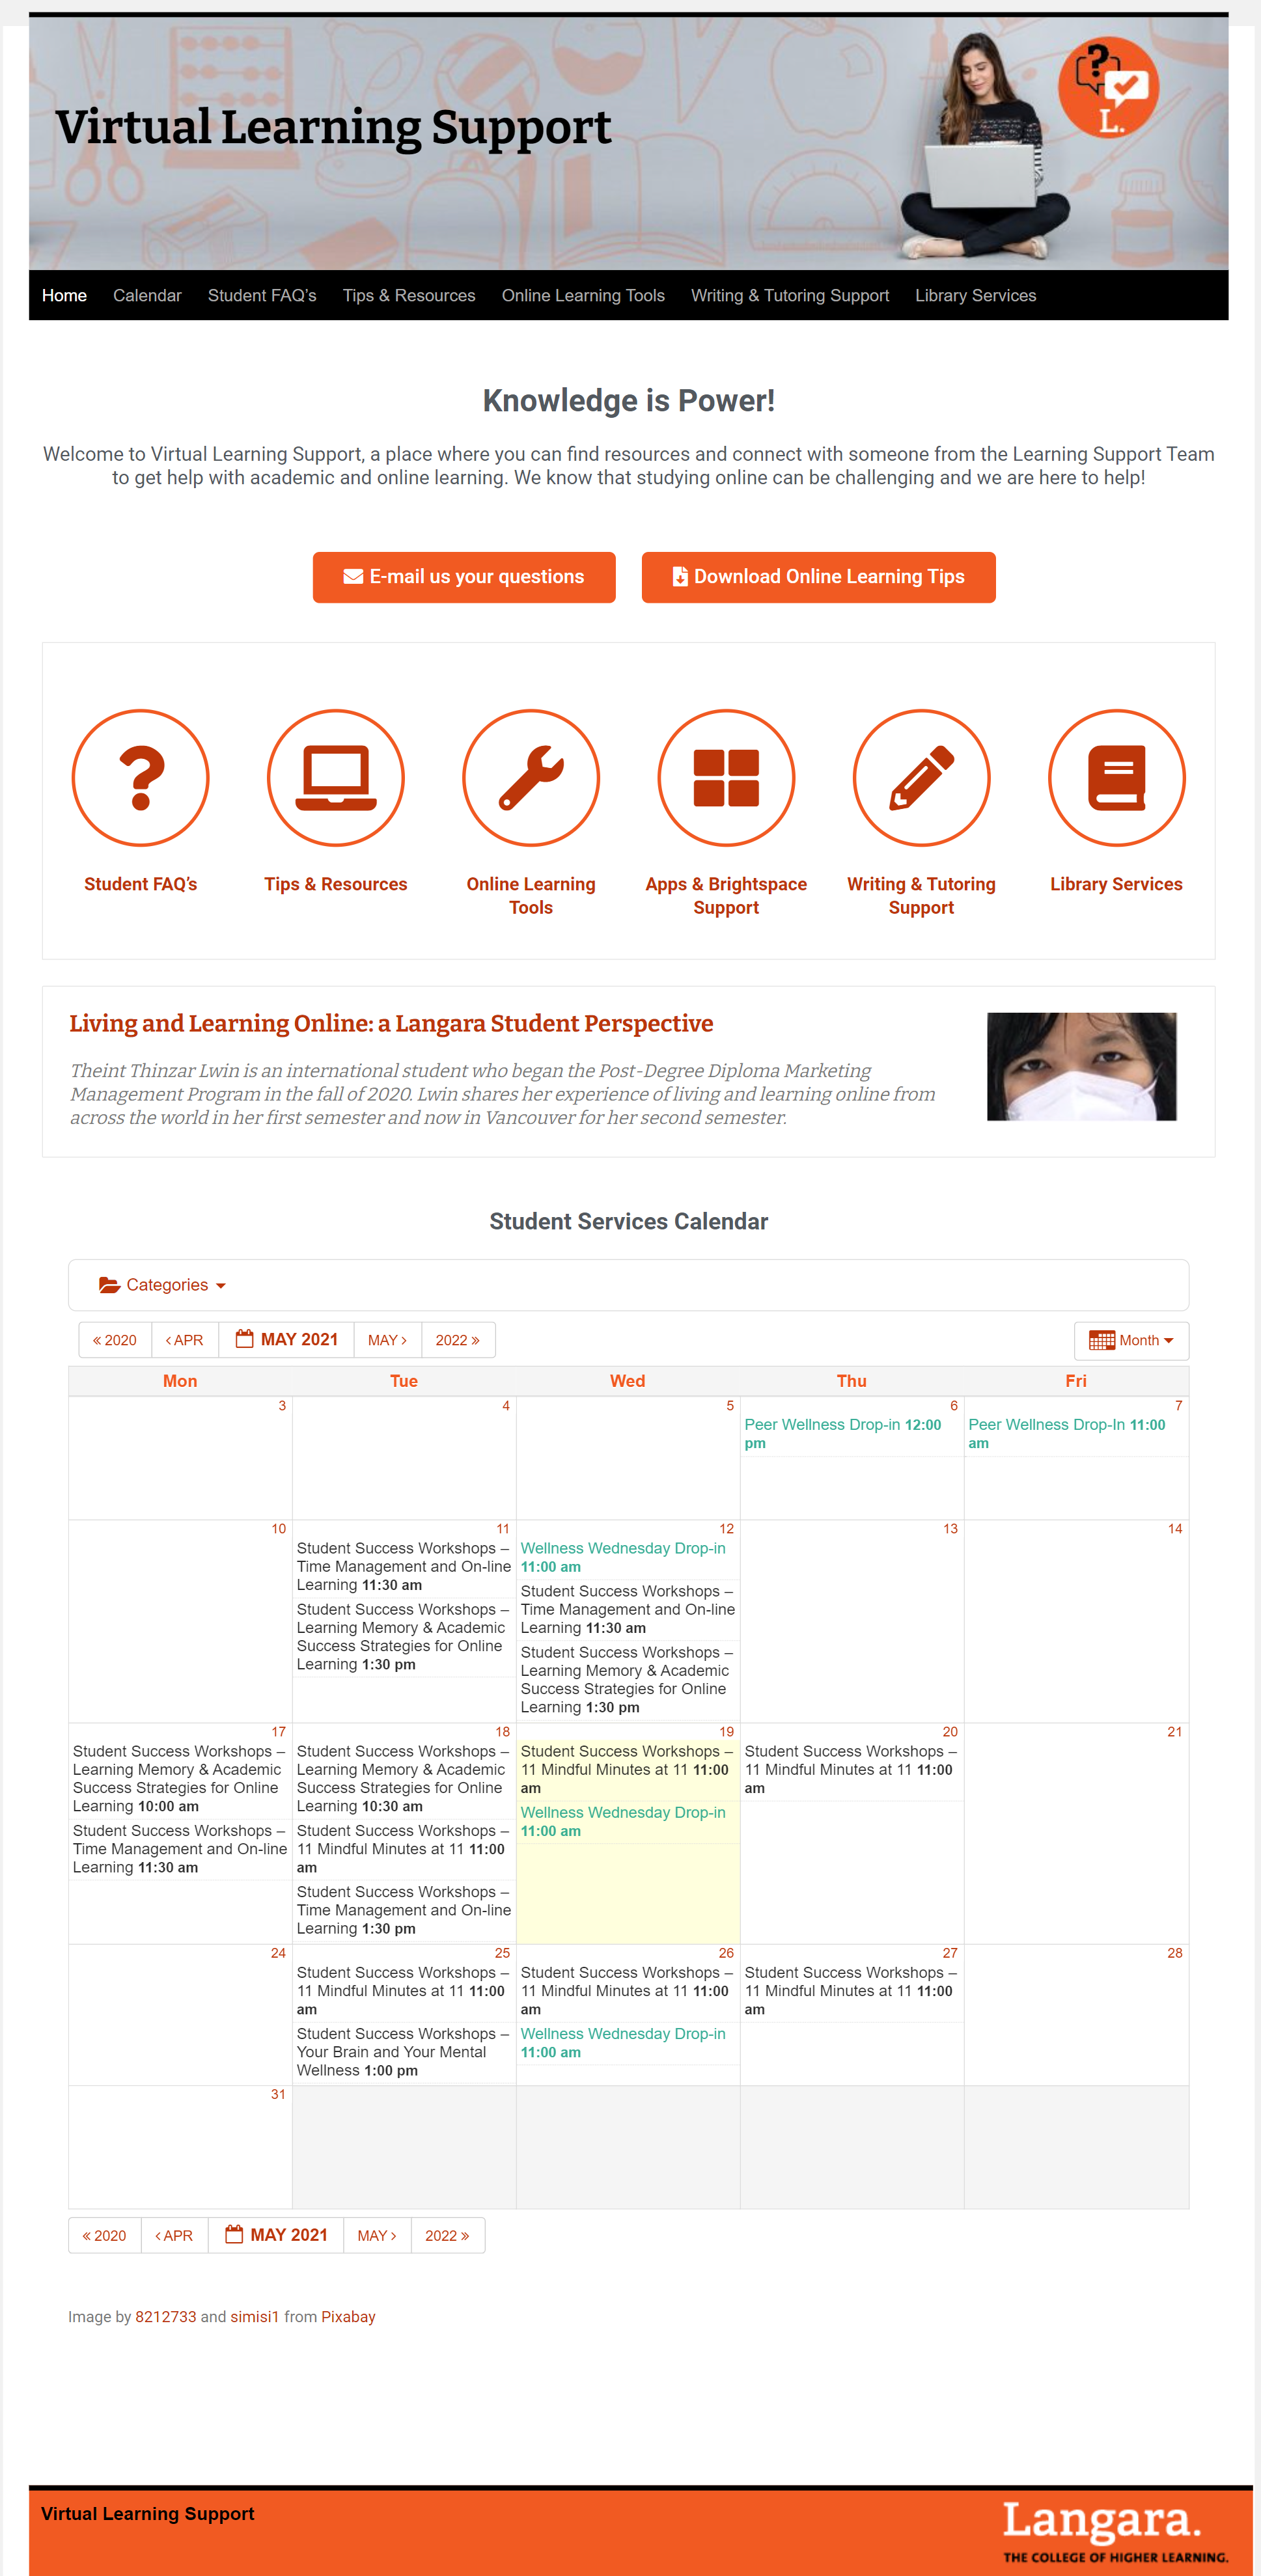 Virtual Learning Support
L.
Home Calendar Student FAQ's Tips & Resources Online Learning Tools Writing & Tutoring Support Library Services
Knowledge is Power!
Welcome to Virtual Learning Support, a place where you can find resources and connect with someone from the Learning Support Team
to get help with academic and online learning. We know that studying online can be challenging and we are here to help!
E-mail us your questions
Download Online Learning Tips
Student FAQ's
Tips & Resources
Online Learning
Tools
Apps & Brightspace
Support
Writing & Tutoring
Support
Library Services
Living and Learning Online: a Langara Student Perspective
Theint Thinzar Lwin is an international student who began the Post-Degree Diploma Marketing
Management Program in the fall of 2020. Lwin shares her experience of living and learning online from
across the world in her first semester and now in Vancouver for her second semester.
Student Services Calendar
Categories
« 2020 ‹ APR MAY 2021 MAY › 2022 »
Month
Mon Tue Wed Thu Fri
3
4
5
6
Peer Wellness Drop-in 12:00
pm
7
Peer Wellness Drop-In 11:00
am
10
11
Student Success Workshops –
Time Management and On-line
Learning 11:30 am
Student Success Workshops –
Learning Memory & Academic
Success Strategies for Online
Learning 1:30 pm
12
Wellness Wednesday Drop-in
11:00 am
Student Success Workshops –
Time Management and On-line
Learning 11:30 am
Student Success Workshops –
Learning Memory & Academic
Success Strategies for Online
Learning 1:30 pm
13
14
17
Student Success Workshops –
Learning Memory & Academic
Success Strategies for Online
Learning 10:00 am
Student Success Workshops –
Time Management and On-line
Learning 11:30 am
18
Student Success Workshops –
Learning Memory & Academic
Success Strategies for Online
Learning 10:30 am
Student Success Workshops –
11 Mindful Minutes at 11 11:00
am
Student Success Workshops –
Time Management and On-line
Learning 1:30 pm
19
Student Success Workshops –
11 Mindful Minutes at 11 11:00
am
Wellness Wednesday Drop-in
11:00 am
20
Student Success Workshops –
11 Mindful Minutes at 11 11:00
am
21
24
25
Student Success Workshops –
11 Mindful Minutes at 11 11:00
am
Student Success Workshops –
Your Brain and Your Mental
Wellness 1:00 pm
26
Student Success Workshops –
11 Mindful Minutes at 11 11:00
am
Wellness Wednesday Drop-in
11:00 am
27
Student Success Workshops –
11 Mindful Minutes at 11 11:00
am
28
31
« 2020 ‹ APR MAY 2021 MAY › 2022 »
Image by 8212733 and simisi1 from Pixabay
Virtual Learning Support
Langara.
THE COLLEGE OF HIGHER LEARNING.